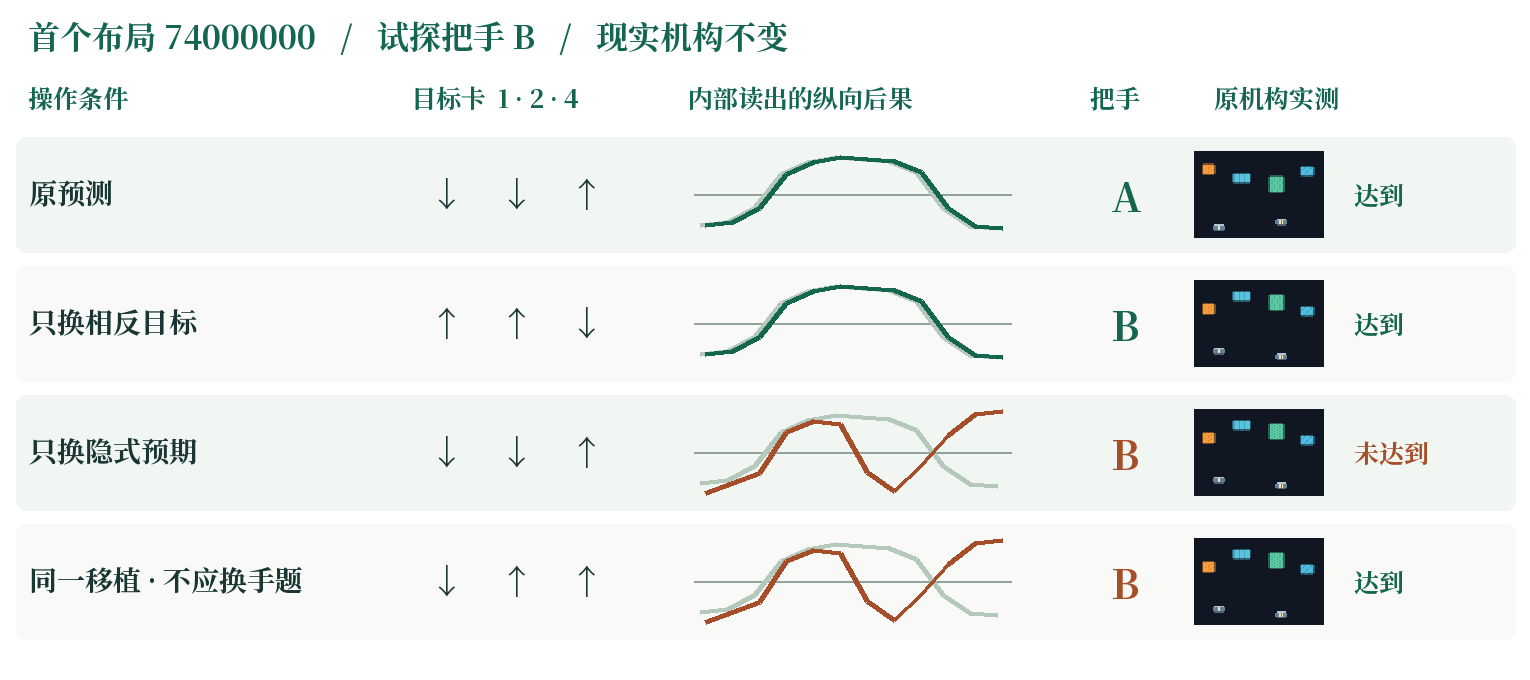 首个布局 74000000 / 试探把手 B / 现实机构不变
操作条件 目标卡 1 · 2 · 4 内部读出的纵向后果 把手 原机构实测
原预测 ↓ ↓ ↑ A 达到
只换相反目标 ↑ ↑ ↓ B 达到
只换隐式预期 ↓ ↓ ↑ B 未达到
同一移植 · 不应换手题 ↓ ↑ ↑ B 达到